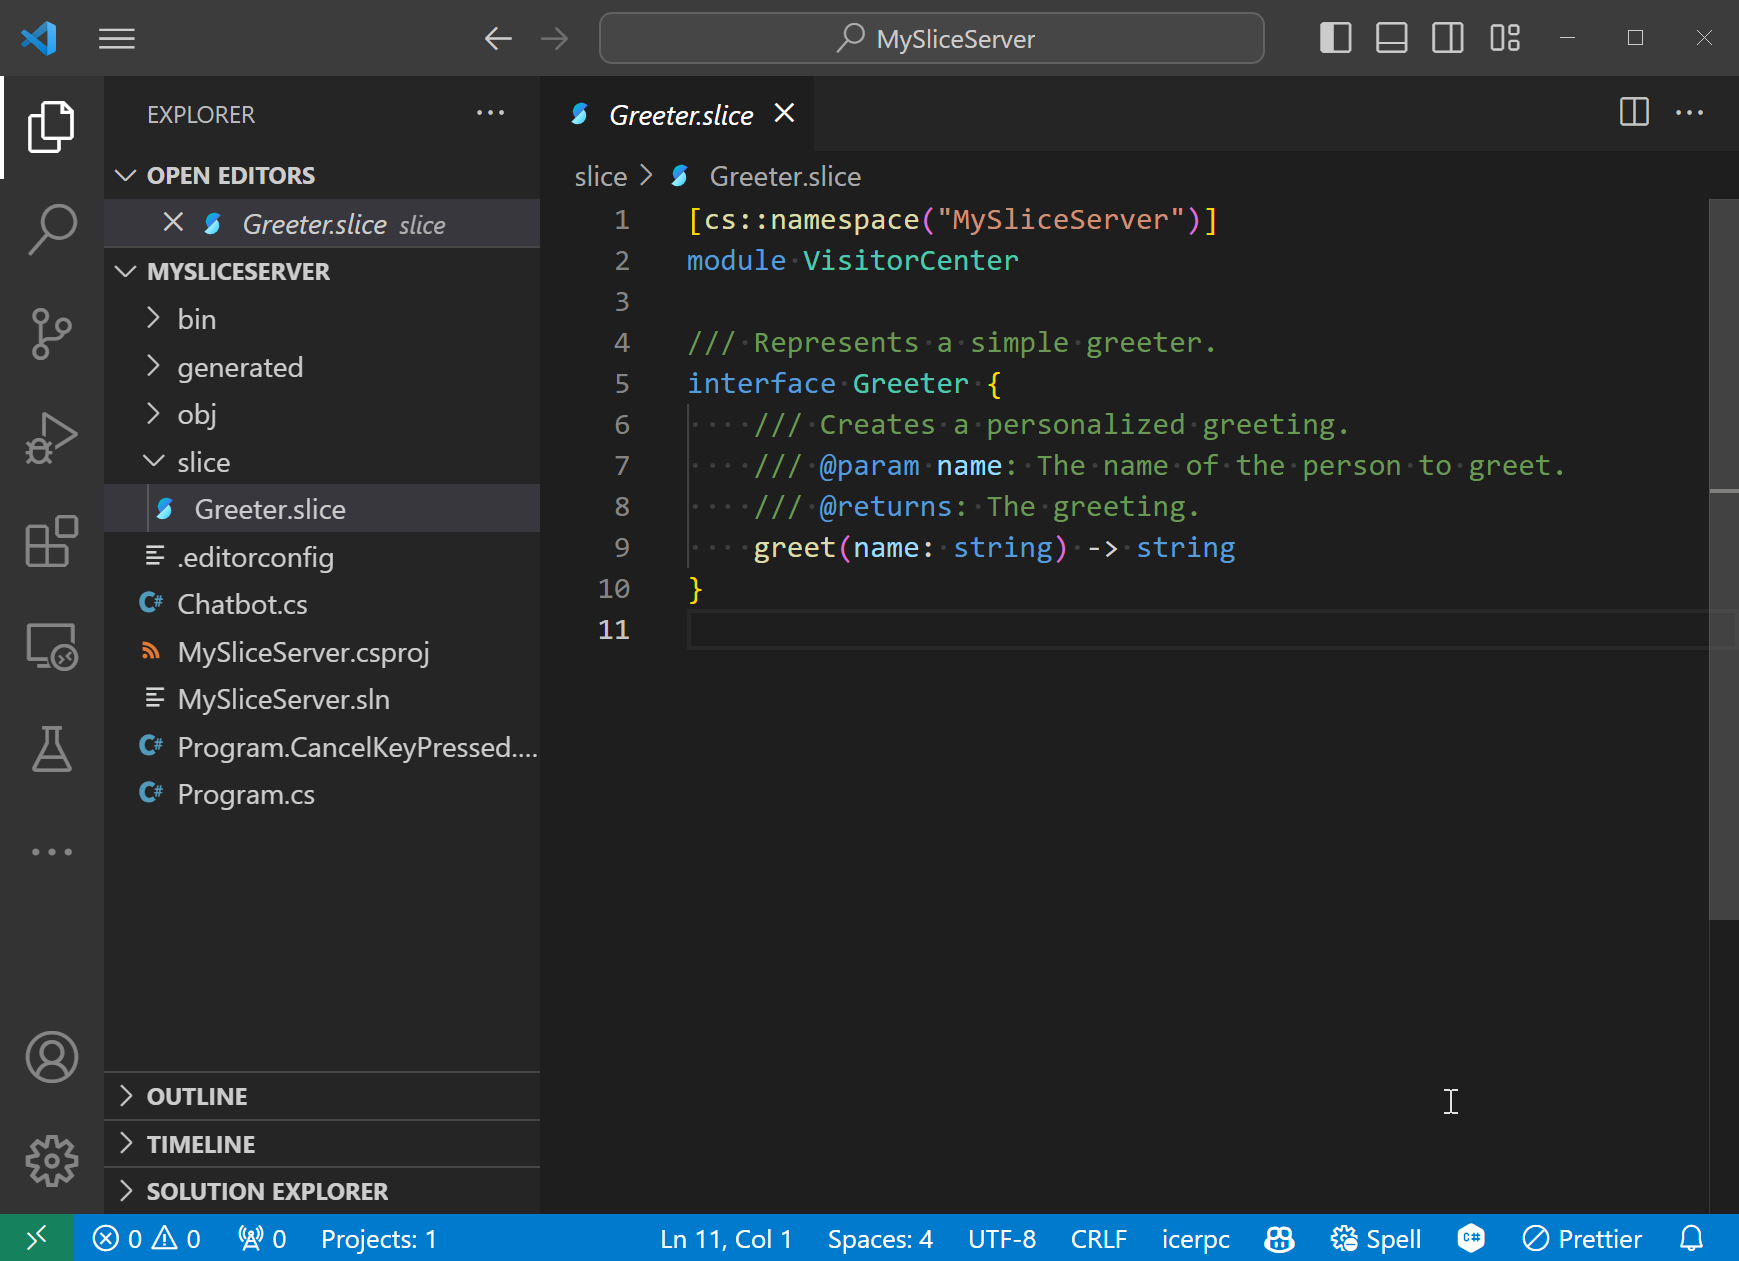 MySliceServer
EXPLORER
OPEN EDITORS
Greeter.slice slice
MYSLICESERVER
bin
generated
obj
slice
Greeter.slice
.editorconfig
C# Chatbot.cs
MySliceServer.csproj
MySliceServer.sln
C# Program.CancelKeyPressed....
C# Program.cs
OUTLINE
TIMELINE
SOLUTION EXPLORER
Greeter.slice
slice > Greeter.slice
1 [cs::namespace("MySliceServer")]
2 module·VisitorCenter
3
4 ///·Represents·a·simple·greeter.
5 interface·Greeter·{
6 ····///·Creates·a·personalized·greeting.
7 ····///·@param·name:·The·name·of·the·person·to·greet.
8 ····///·@returns:·The·greeting.
9 ····greet(name:·string)·->·string
10 }
11
0 0 0 Projects: 1 Ln 11, Col 1 Spaces: 4 UTF-8 CRLF icerpc Spell C# Prettier